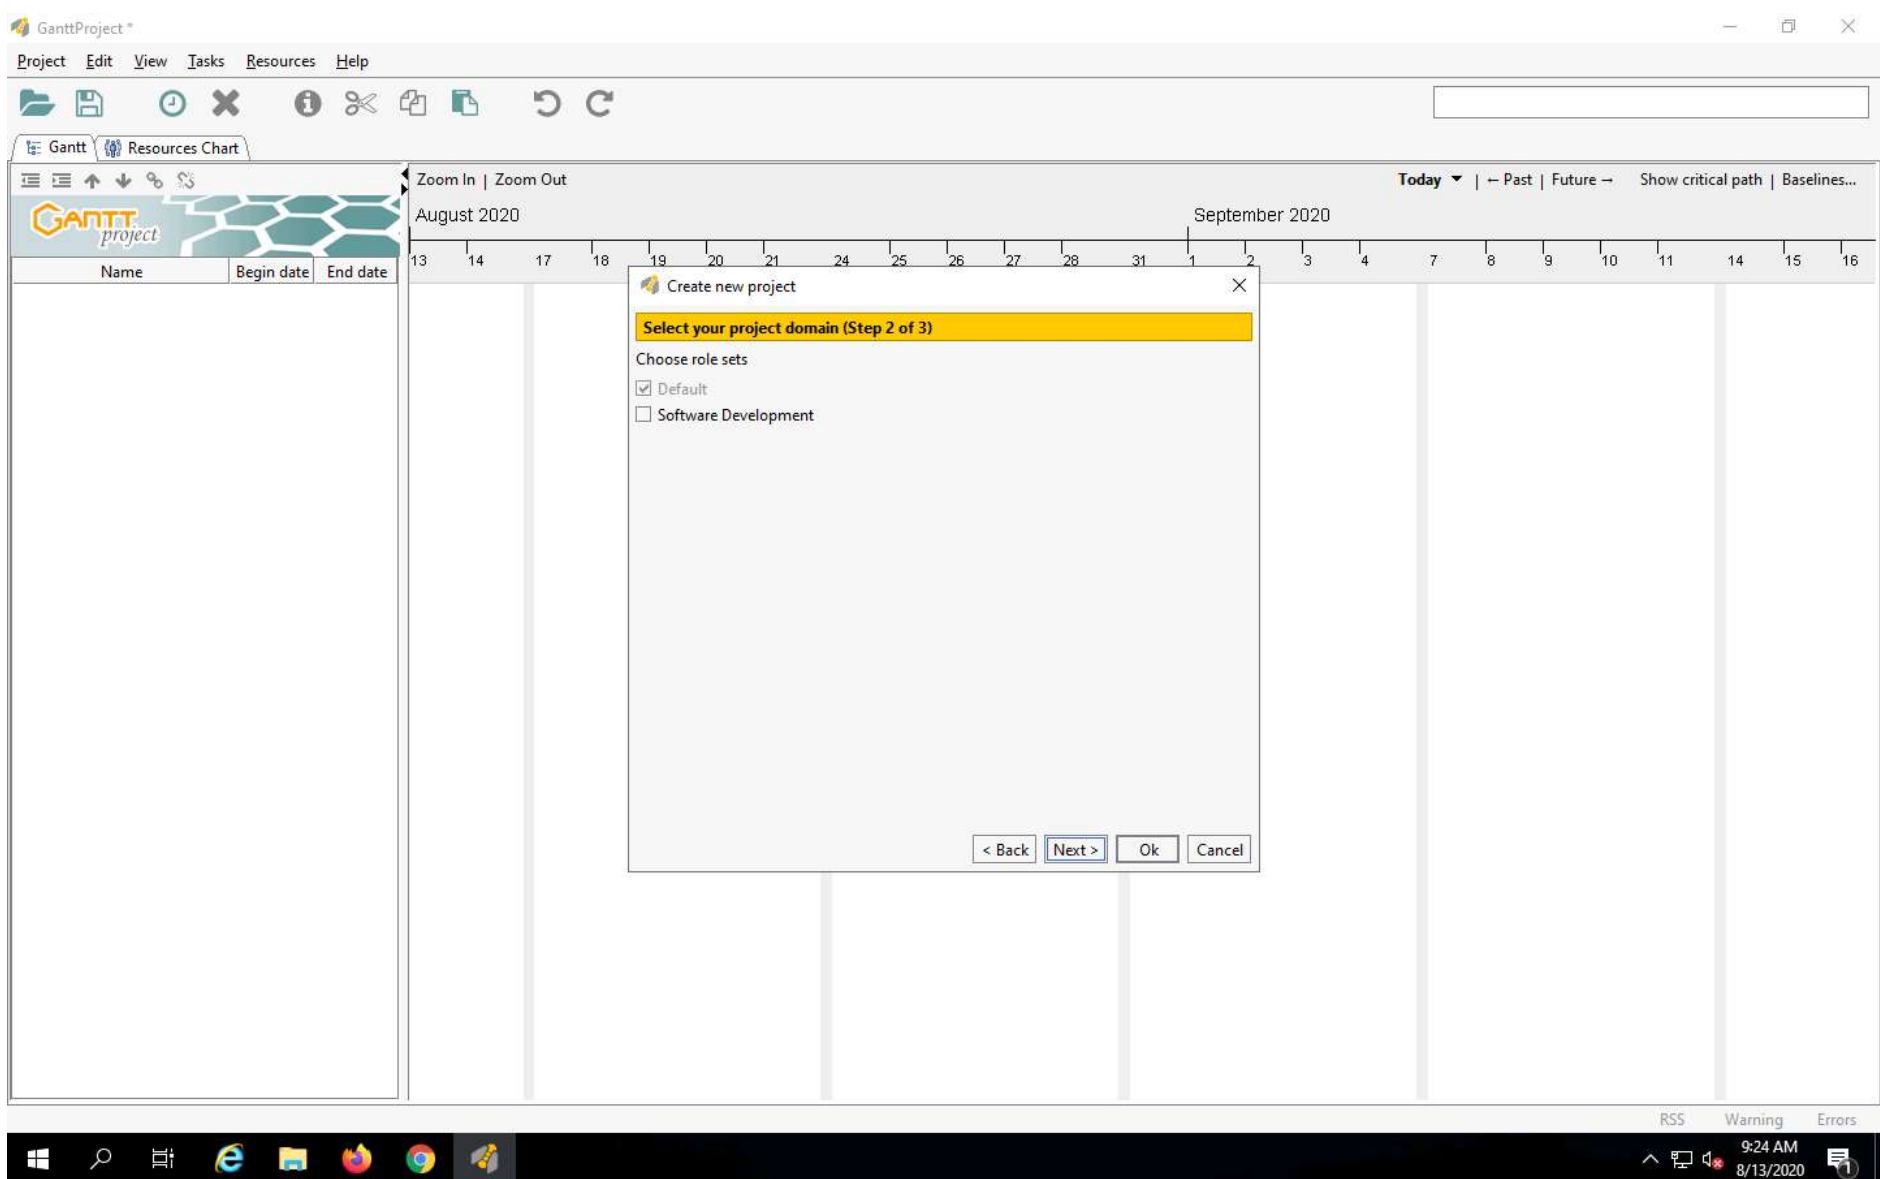 GanttProject *
Project Edit View Tasks Resources Help
Gantt Resources Chart
Zoom In | Zoom Out Today | ← Past | Future → Show critical path | Baselines...
GANTT
project
August 2020 September 2020
Name Begin date End date
13 14 17 18 19 20 21 24 25 26 27 28 31 1 2 3 4 7 8 9 10 11 14 15 16
Create new project
Select your project domain (Step 2 of 3)
Choose role sets
Default
Software Development
< Back Next > Ok Cancel
RSS Warning Errors
9:24 AM
8/13/2020
1